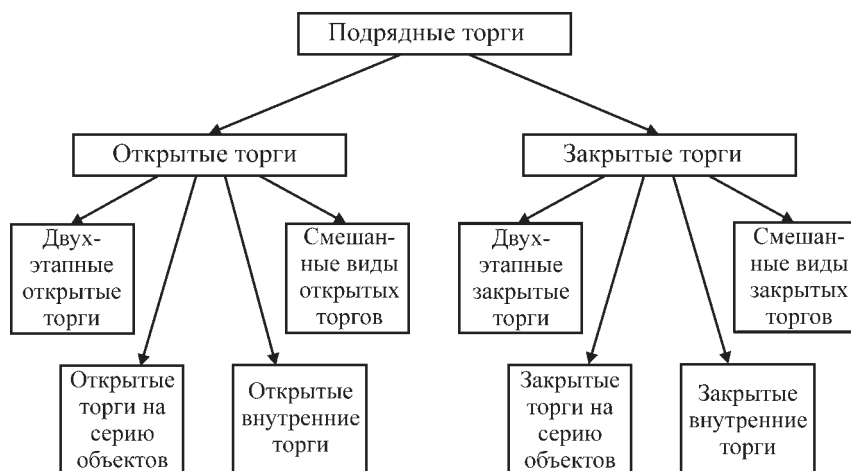 Подрядные торги
Открытые торги
Закрытые торги
Двух-
этапные
открытые
торги
Смешан-
ные виды
открытых
торгов
Двух-
этапные
закрытые
торги
Смешан-
ные виды
закрытых
торгов
Открытые
торги на
серию
объектов
Открытые
внутренние
торги
Закрытые
торги на
серию
объектов
Закрытые
внутренние
торги